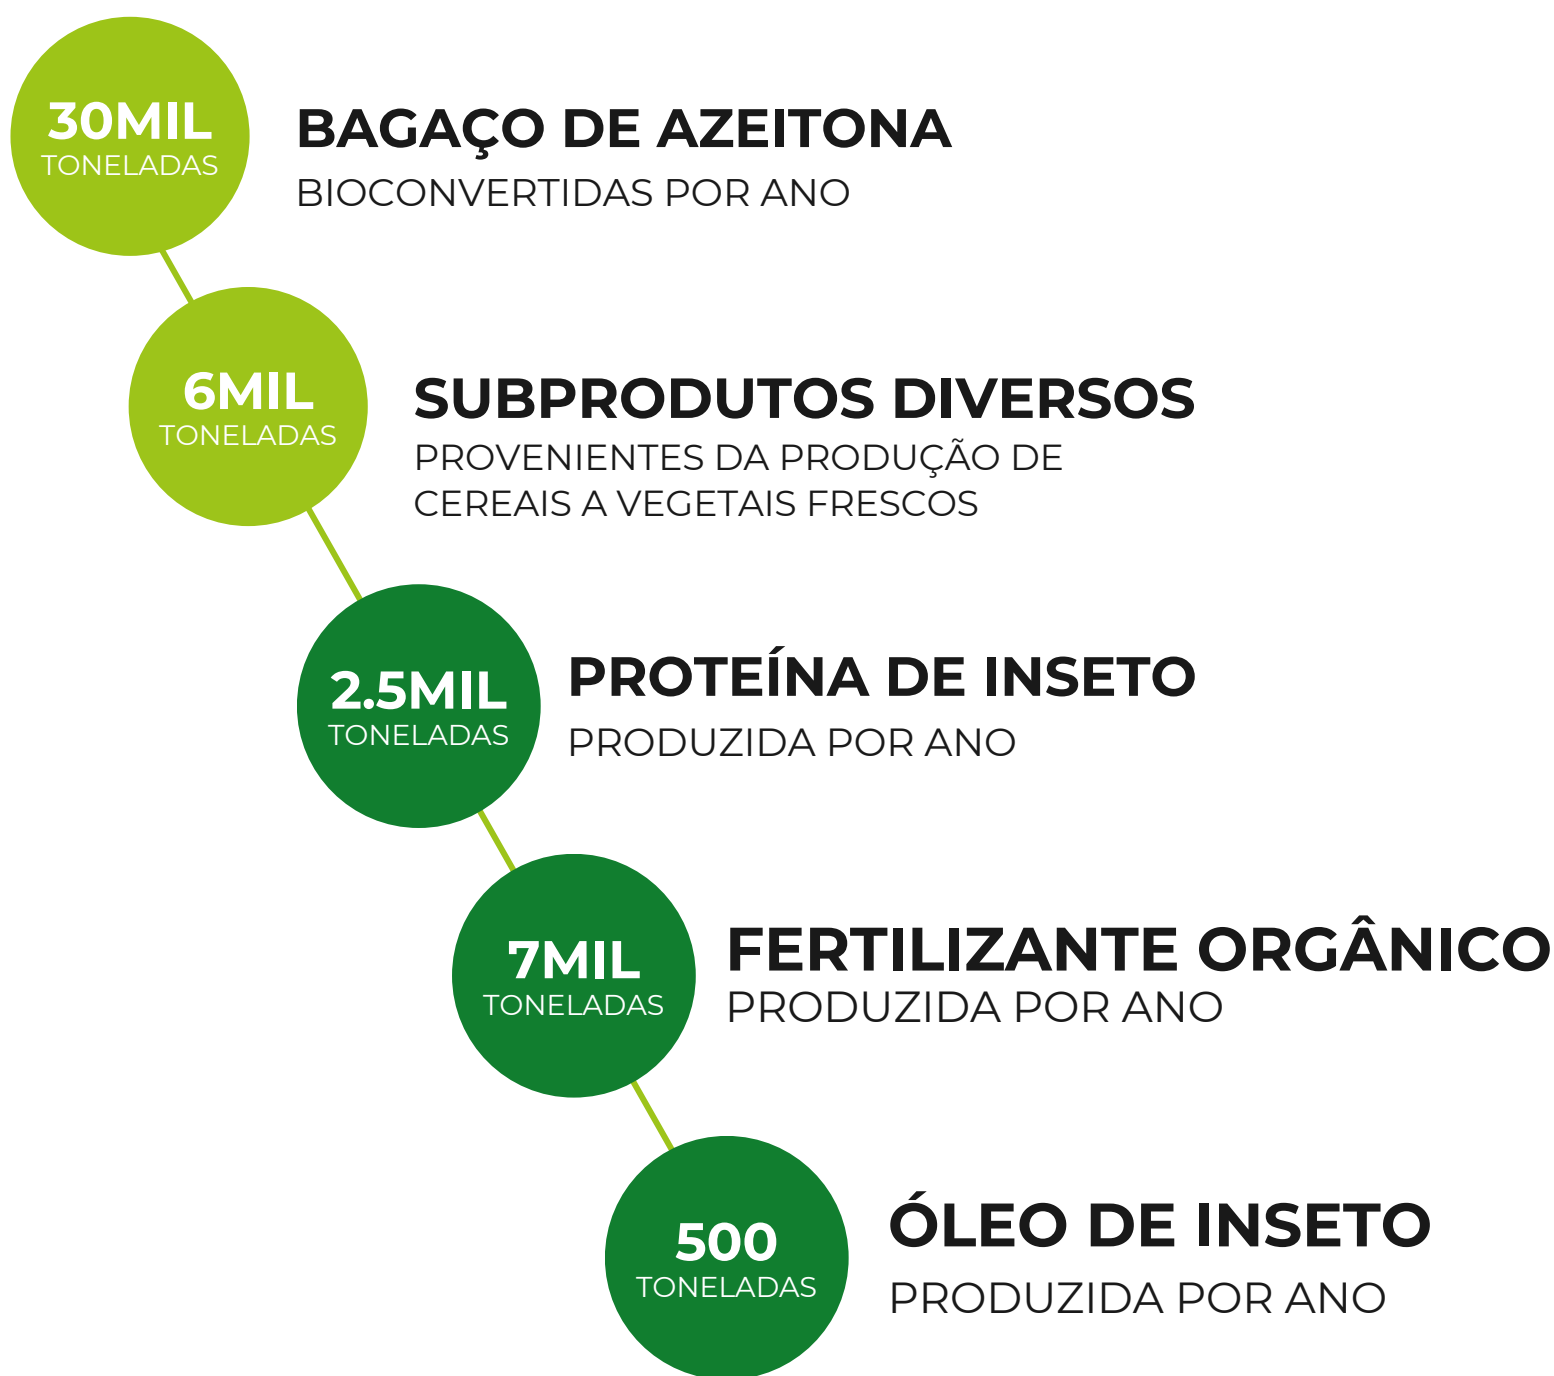 30MIL
TONELADAS
BAGAÇO DE AZEITONA
BIOCONVERTIDAS POR ANO
6MIL
TONELADAS
SUBPRODUTOS DIVERSOS
PROVENIENTES DA PRODUÇÃO DE
CEREAIS A VEGETAIS FRESCOS
2.5MIL
TONELADAS
PROTEÍNA DE INSETO
PRODUZIDA POR ANO
7MIL
TONELADAS
FERTILIZANTE ORGÂNICO
PRODUZIDA POR ANO
500
TONELADAS
ÓLEO DE INSETO
PRODUZIDA POR ANO